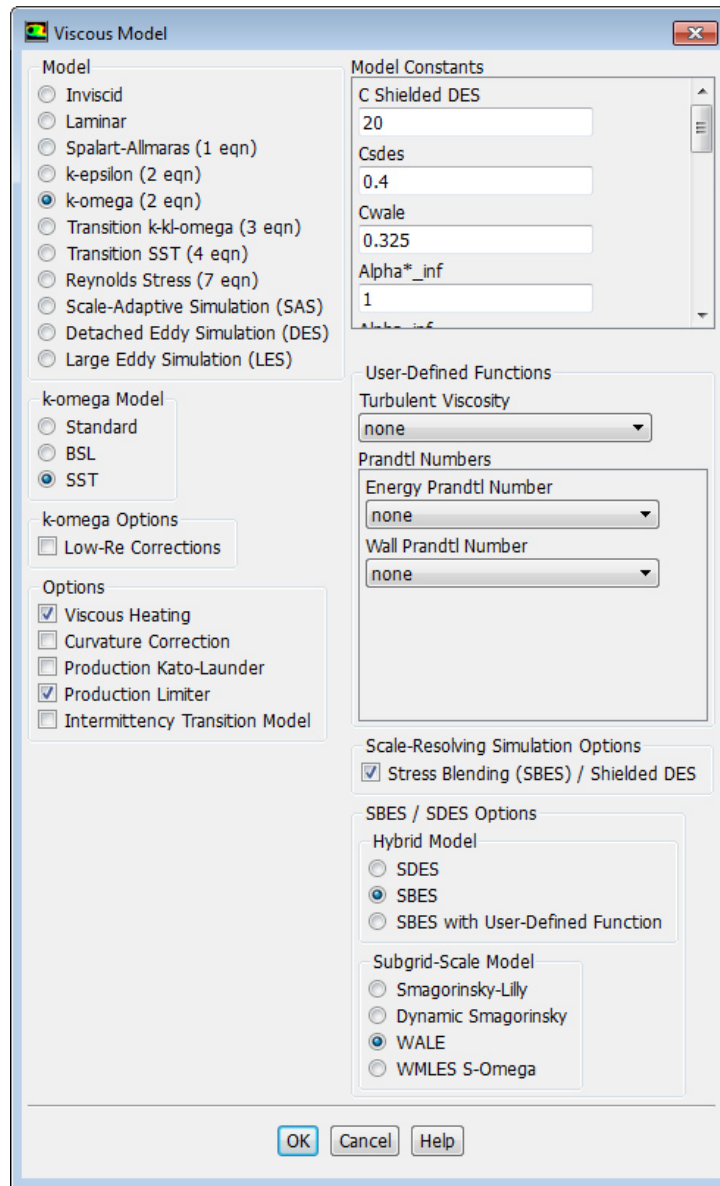 Viscous Model
Model
Inviscid
Laminar
Spalart-Allmaras (1 eqn)
k-epsilon (2 eqn)
k-omega (2 eqn)
Transition k-kl-omega (3 eqn)
Transition SST (4 eqn)
Reynolds Stress (7 eqn)
Scale-Adaptive Simulation (SAS)
Detached Eddy Simulation (DES)
Large Eddy Simulation (LES)
k-omega Model
Standard
BSL
SST
k-omega Options
Low-Re Corrections
Options
Viscous Heating
Curvature Correction
Production Kato-Launder
Production Limiter
Intermittency Transition Model
Model Constants
C Shielded DES
20
Csdes
0.4
Cwale
0.325
Alpha*_inf
1
User-Defined Functions
Turbulent Viscosity
none
Prandtl Numbers
Energy Prandtl Number
none
Wall Prandtl Number
none
Scale-Resolving Simulation Options
Stress Blending (SBES) / Shielded DES
SBES / SDES Options
Hybrid Model
SDES
SBES
SBES with User-Defined Function
Subgrid-Scale Model
Smagorinsky-Lilly
Dynamic Smagorinsky
WALE
WMLES S-Omega
OK Cancel Help